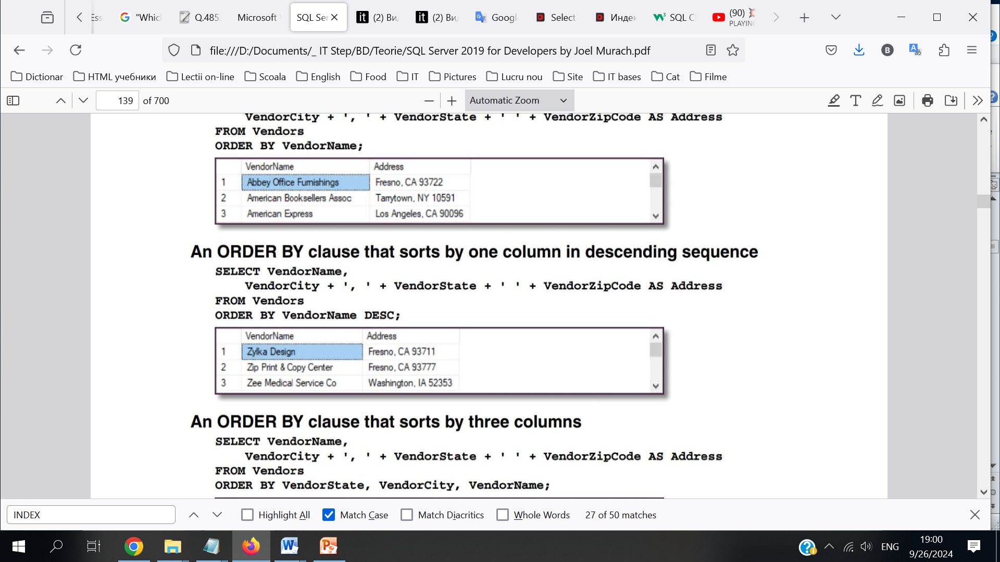 Ess
"Whicl
Q.485
Microsoft
SQL Ser
(2) Ви
(2) Ви
Googl
Select
Индек
SQL C
(90)
PLAYING
file:///D:/Documents/_ IT Step/BD/Teorie/SQL Server 2019 for Developers by Joel Murach.pdf
Dictionar HTML учебники Lectii on-line Scoala English Food IT Pictures Lucru nou Site IT bases Cat Filme
139 of 700 Automatic Zoom
VendorCity + ', ' + VendorState + ' ' + VendorZipCode AS Address
FROM Vendors
ORDER BY VendorName;
VendorName Address
1 Abbey Office Furnishings Fresno, CA 93722
2 American Booksellers Assoc Tarrytown, NY 10591
3 American Express Los Angeles, CA 90096
An ORDER BY clause that sorts by one column in descending sequence
SELECT VendorName,
VendorCity + ', ' + VendorState + ' ' + VendorZipCode AS Address
FROM Vendors
ORDER BY VendorName DESC;
VendorName Address
1 Zylka Design Fresno, CA 93711
2 Zip Print & Copy Center Fresno, CA 93777
3 Zee Medical Service Co Washington, IA 52353
An ORDER BY clause that sorts by three columns
SELECT VendorName,
VendorCity + ', ' + VendorState + ' ' + VendorZipCode AS Address
FROM Vendors
ORDER BY VendorState, VendorCity, VendorName;
INDEX Highlight All Match Case Match Diacritics Whole Words 27 of 50 matches
ENG
19:00
9/26/2024